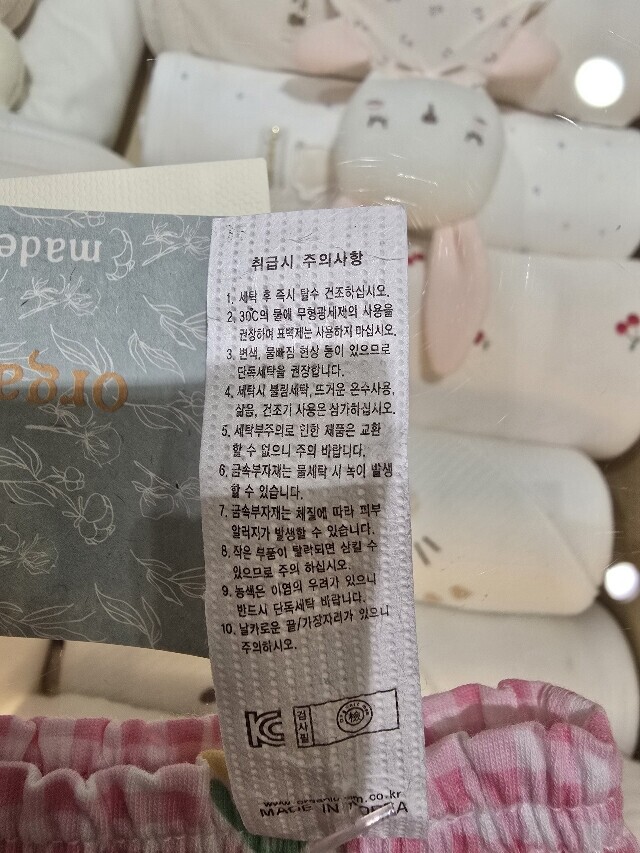 made
orga
취급시 주의사항
1. 세탁 후 즉시 탈수 건조하십시오.
2. 30℃의 물에 무형광세제의 사용을
권장하며 표백제는 사용하지 마십시오.
3. 변색, 물빠짐 현상 등이 있으므로
단독세탁을 권장합니다.
4. 세탁시 불림세탁, 뜨거운 온수사용,
삶음, 건조기 사용은 삼가하십시오.
5. 세탁부주의로 인한 제품은 교환
할 수 없으니 주의 바랍니다.
6. 금속부자재는 물세탁 시 녹이 발생
할 수 있습니다.
7. 금속부자재는 체질에 따라 피부
알러지가 발생할 수 있습니다.
8. 작은 부품이 탈락되면 삼킬 수
있으므로 주의 하십시오.
9. 농색은 이염의 우려가 있으니
반드시 단독세탁 바랍니다.
10. 날카로운 끝/가장자리가 있으니
주의하시오.
KC
검사필
檢
MADE IN KOREA